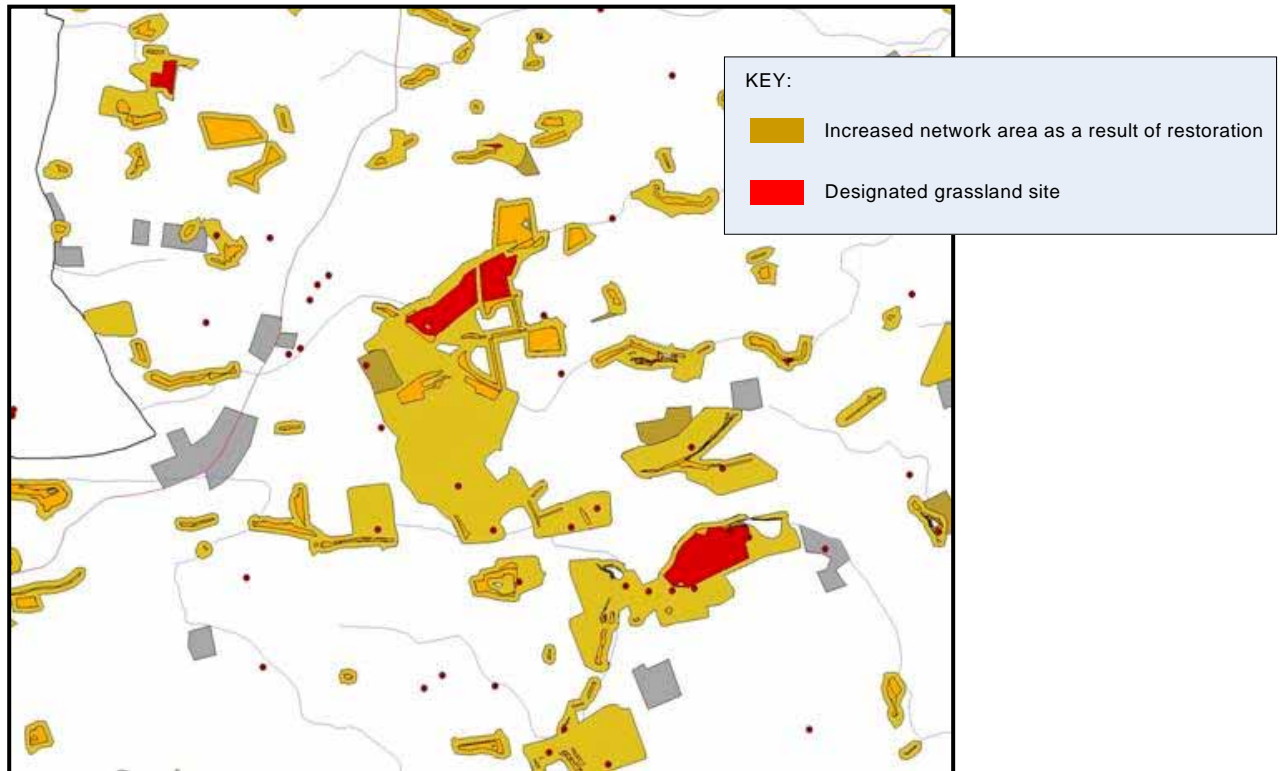 KEY:
Increased network area as a result of restoration
Designated grassland site